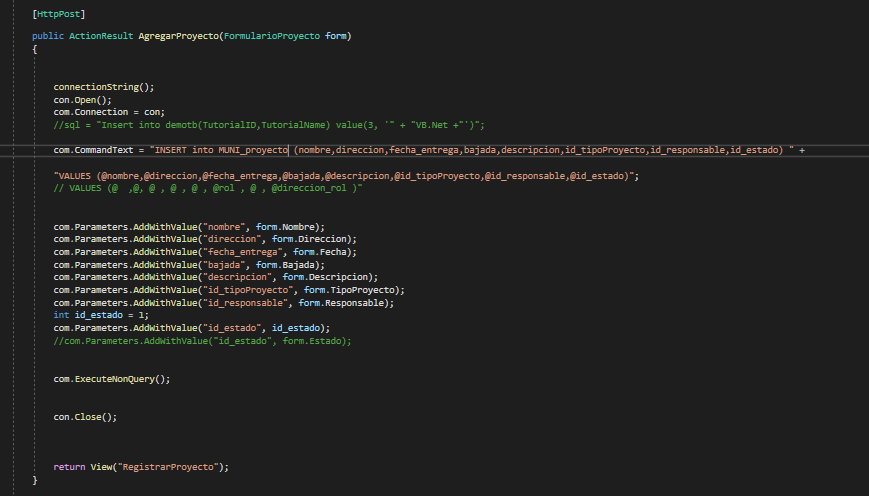 [HttpPost]
public ActionResult AgregarProyecto(FormularioProyecto form)
{
connectionString();
con.Open();
com.Connection = con;
//sql = "Insert into demotb(TutorialID,TutorialName) value(3, '" + "VB.Net +"')";
com.CommandText = "INSERT into MUNI_proyecto (nombre,direccion,fecha_entrega,bajada,descripcion,id_tipoProyecto,id_responsable,id_estado) " +
"VALUES (@nombre,@direccion,@fecha_entrega,@bajada,@descripcion,@id_tipoProyecto,@id_responsable,@id_estado)";
// VALUES (@  ,@, @ , @ , @ , @rol , @ , @direccion_rol )"
com.Parameters.AddWithValue("nombre", form.Nombre);
com.Parameters.AddWithValue("direccion", form.Direccion);
com.Parameters.AddWithValue("fecha_entrega", form.Fecha);
com.Parameters.AddWithValue("bajada", form.Bajada);
com.Parameters.AddWithValue("descripcion", form.Descripcion);
com.Parameters.AddWithValue("id_tipoProyecto", form.TipoProyecto);
com.Parameters.AddWithValue("id_responsable", form.Responsable);
int id_estado = 1;
com.Parameters.AddWithValue("id_estado", id_estado);
//com.Parameters.AddWithValue("id_estado", form.Estado);
com.ExecuteNonQuery();
con.Close();
return View("RegistrarProyecto");
}